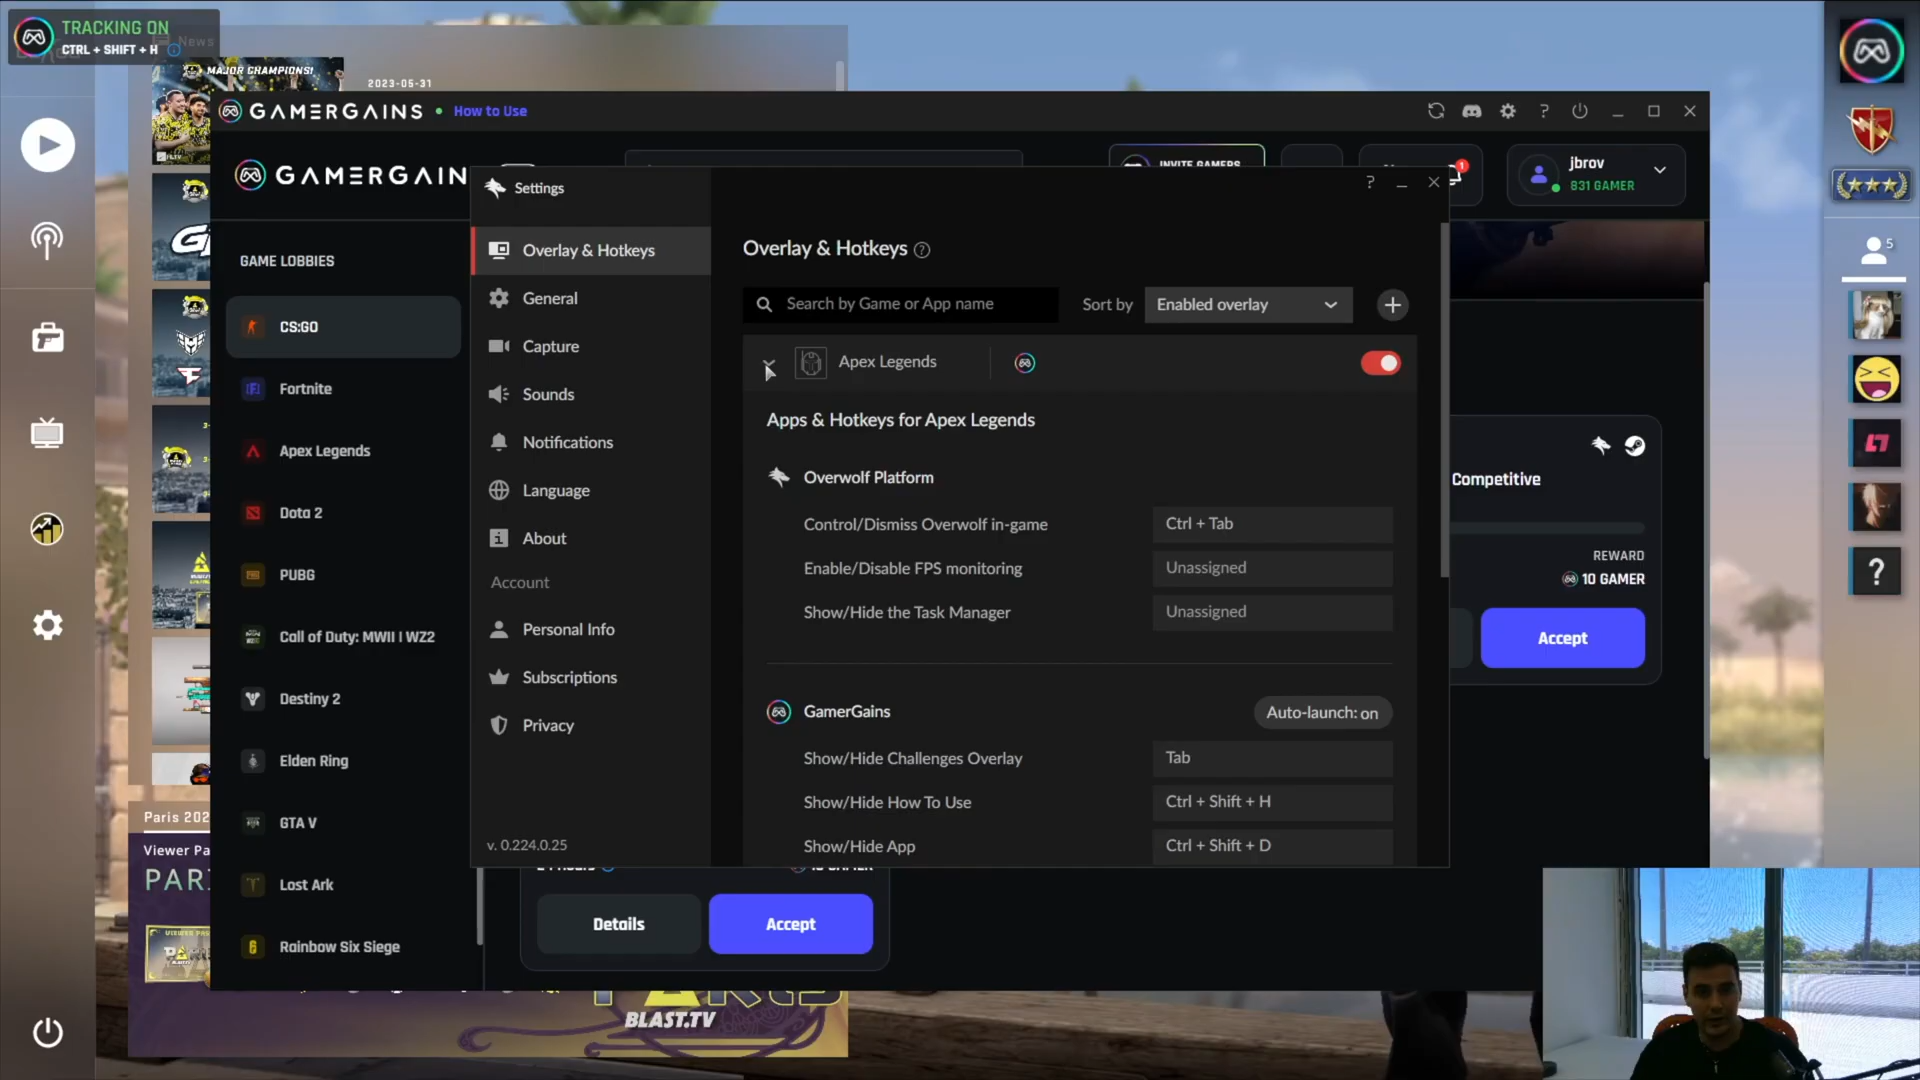 TRACKING ON
CTRL + SHIFT + H
News
MAJOR CHAMPIONS!
2023-05-31
GAMERGAINS
How to Use
GAMERGAIN
INVITE GAMERS
1
jbrov
831 GAMER
5
Settings
GAME LOBBIES
CS:GO
Fortnite
Apex Legends
Dota 2
PUBG
Call of Duty: MWII | WZ2
Destiny 2
Elden Ring
GTA V
Lost Ark
Rainbow Six Siege
Overlay & Hotkeys
General
Capture
Sounds
Notifications
Language
About
Account
Personal Info
Subscriptions
Privacy
v. 0.224.0.25
Overlay & Hotkeys
Search by Game or App name
Sort by
Enabled overlay
Apex Legends
Apps & Hotkeys for Apex Legends
Overwolf Platform
Control/Dismiss Overwolf in-game
Ctrl + Tab
Enable/Disable FPS monitoring
Unassigned
Show/Hide the Task Manager
Unassigned
GamerGains
Auto-launch: on
Show/Hide Challenges Overlay
Tab
Show/Hide How To Use
Ctrl + Shift + H
Show/Hide App
Ctrl + Shift + D
Competitive
REWARD
10 GAMER
Accept
Details
Accept
Paris 202
Viewer Pa
PARI
VIEWER PAS
BLAST.TV